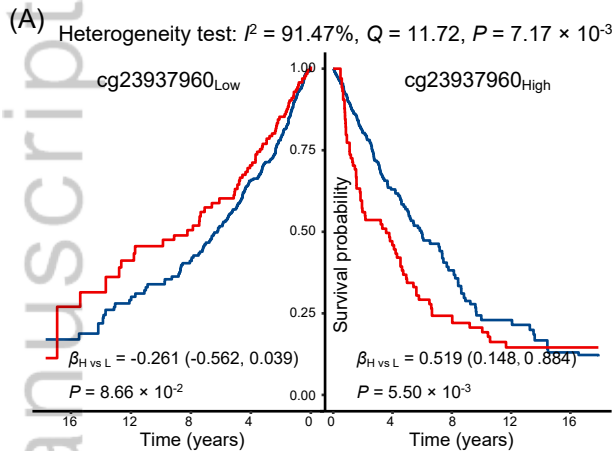 (A)
Heterogeneity test: I² = 91.47%, Q = 11.72, P = 7.17 × 10⁻³
cg23937960Low
cg23937960High
1.00
0.75
0.50
0.25
0.00
Survival probability
βH vs L = -0.261 (-0.562, 0.039)
P = 8.66 × 10⁻²
βH vs L = 0.519 (0.148, 0.884)
P = 5.50 × 10⁻³
16 12 8 4 0
0 4 8 12 16
Time (years)
Time (years)
anuscript